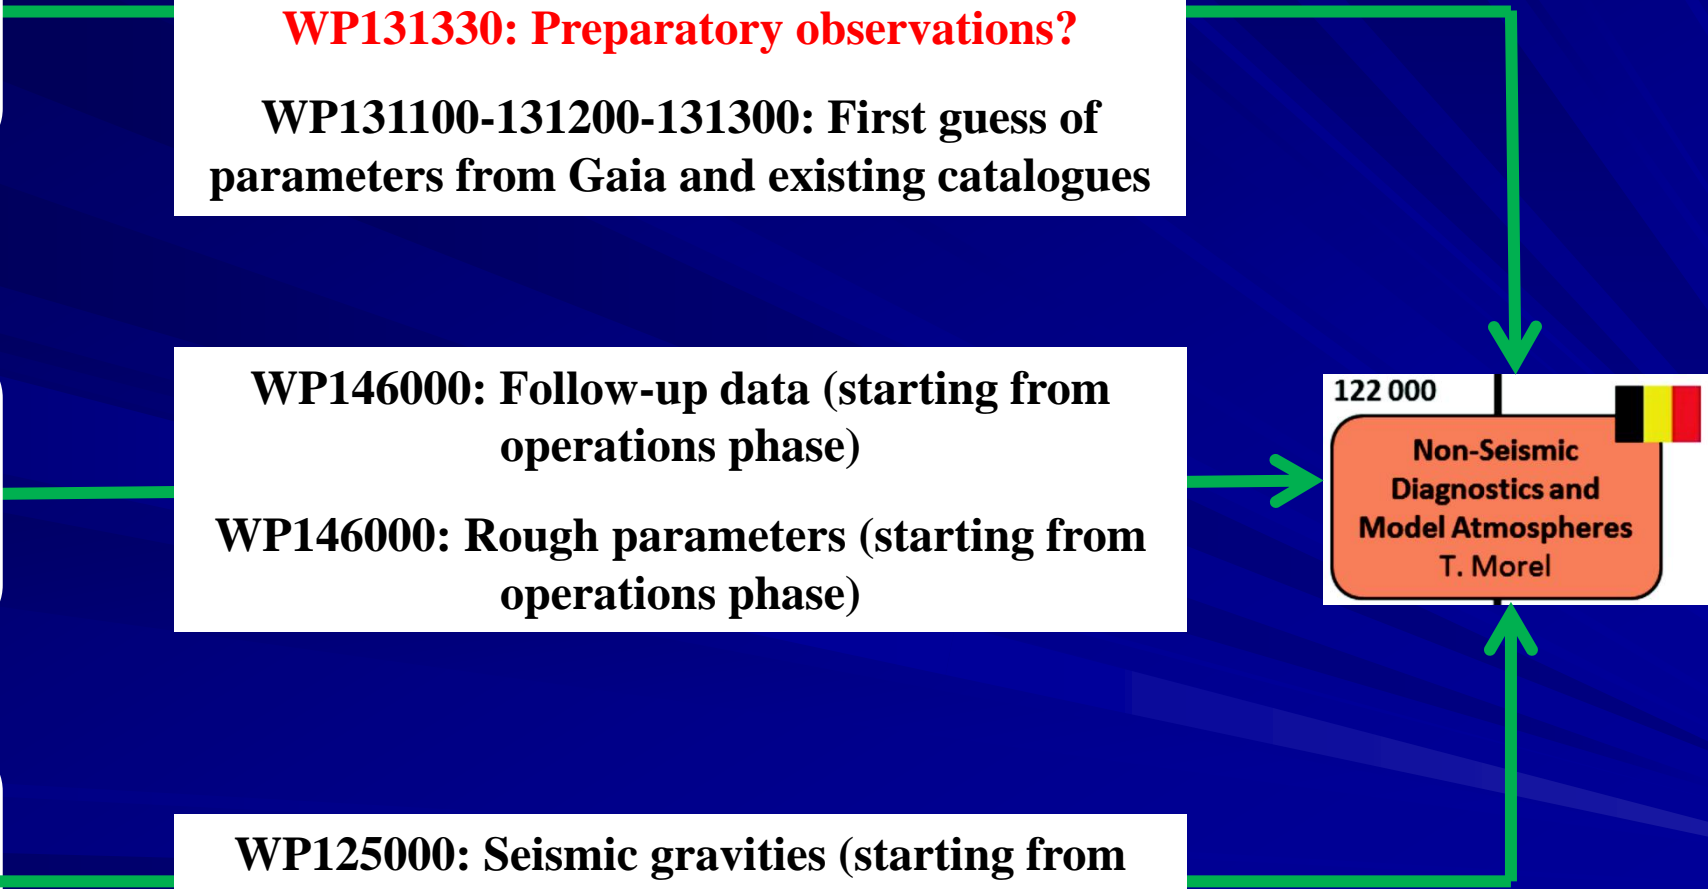 WP131330: Preparatory observations?
WP131100-131200-131300: First guess of
parameters from Gaia and existing catalogues
WP146000: Follow-up data (starting from
operations phase)
WP146000: Rough parameters (starting from
operations phase)
122 000
Non-Seismic
Diagnostics and
Model Atmospheres
T. Morel
WP125000: Seismic gravities (starting from